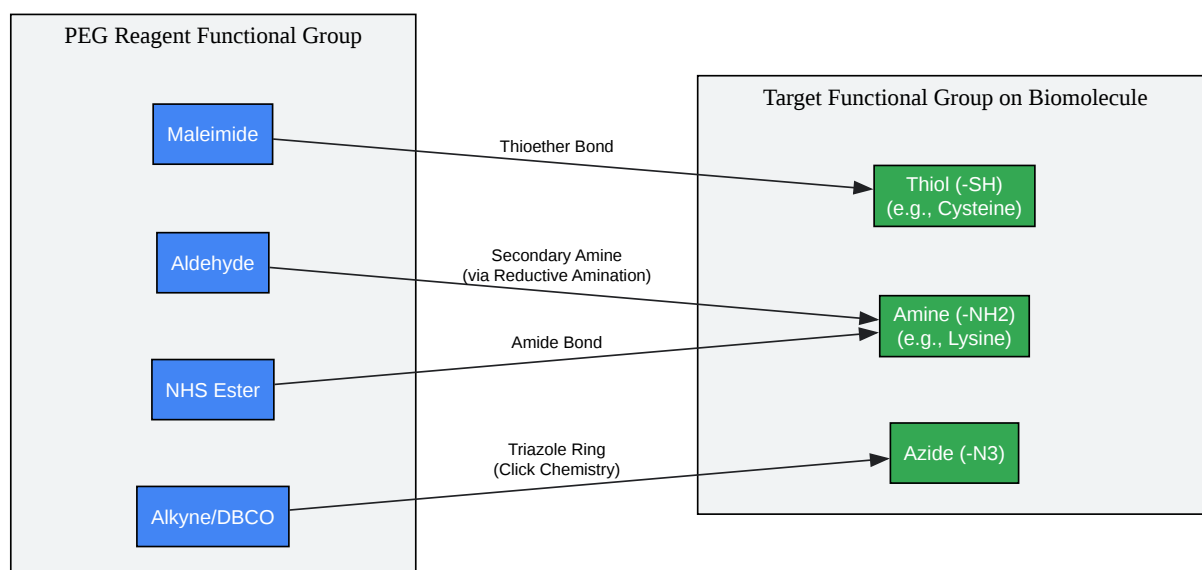 PEG Reagent Functional Group
Maleimide
Aldehyde
NHS Ester
Alkyne/DBCO
Thioether Bond
Secondary Amine
(via Reductive Amination)
Amide Bond
Triazole Ring
(Click Chemistry)
Target Functional Group on Biomolecule
Thiol (-SH)
(e.g., Cysteine)
Amine (-NH2)
(e.g., Lysine)
Azide (-N3)